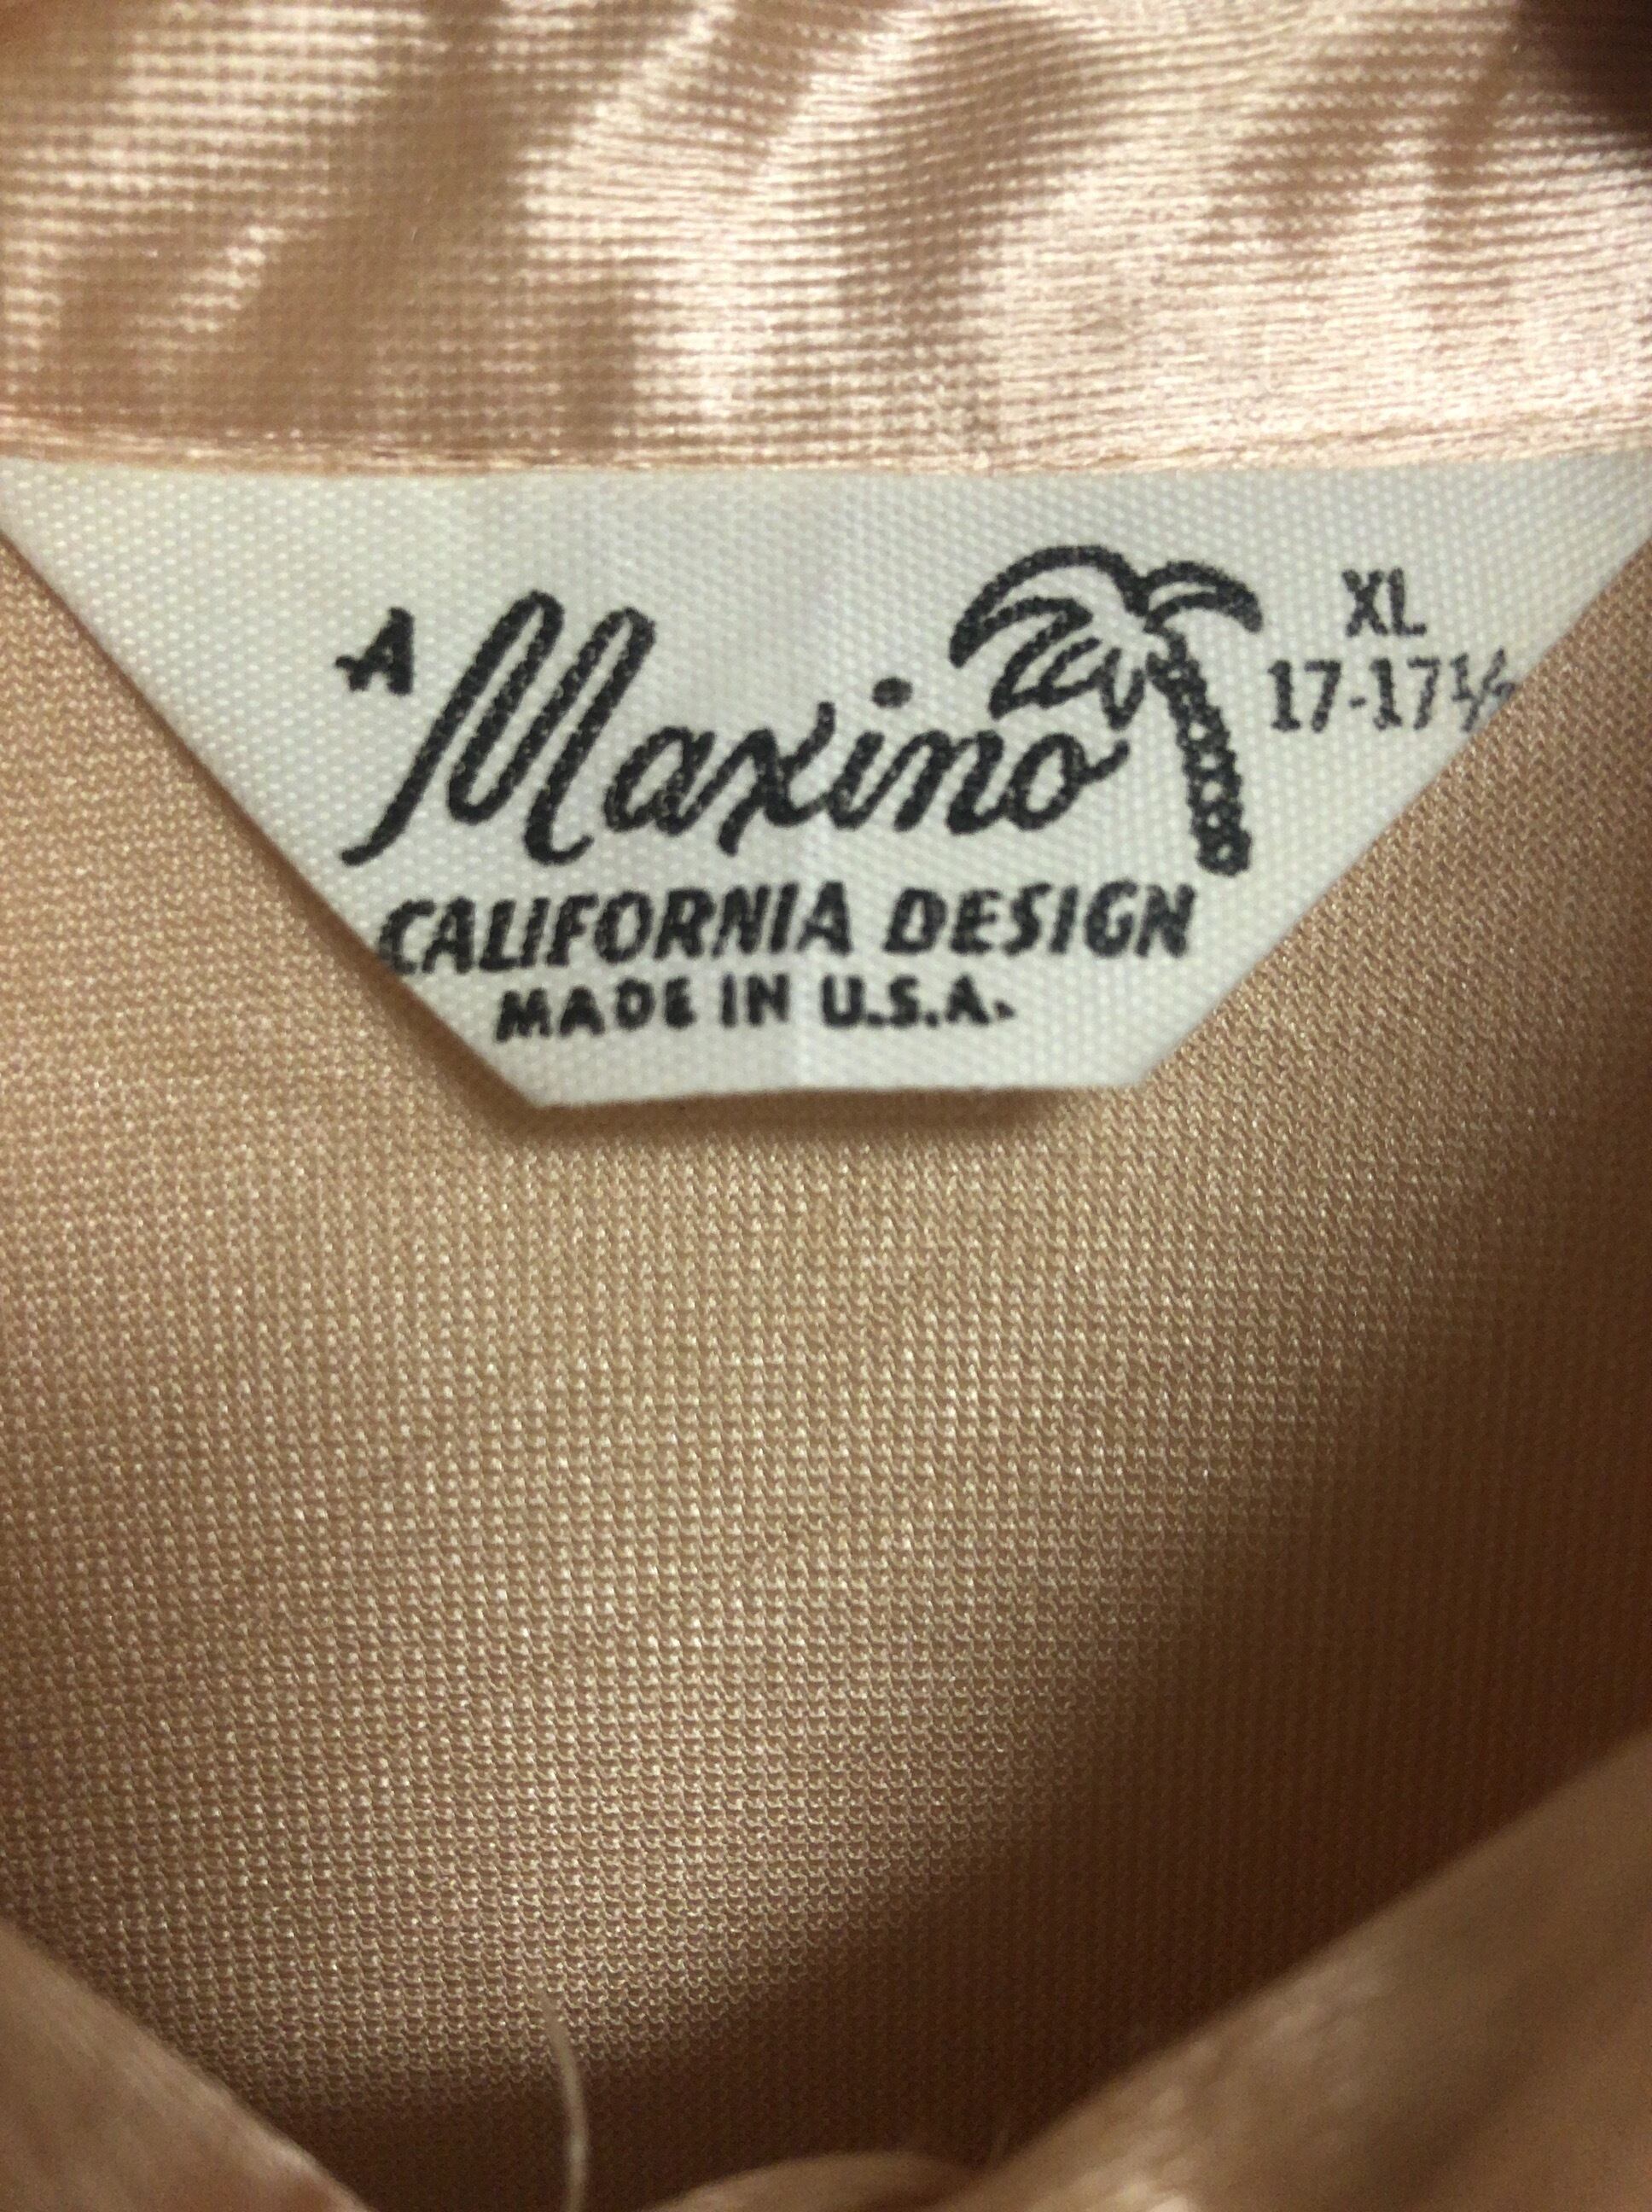 A Maxino
XL
17-17½
CALIFORNIA DESIGN
MADE IN U.S.A.